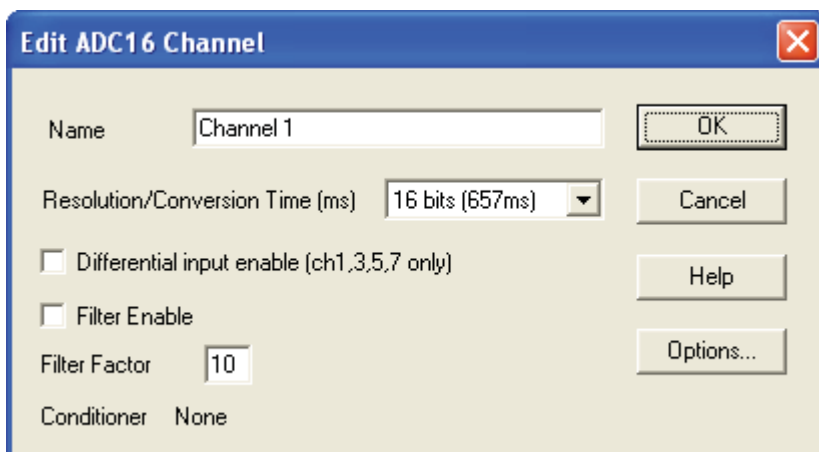 Edit ADC16 Channel
Name Channel 1 OK
Resolution/Conversion Time (ms) 16 bits (657ms) Cancel
Differential input enable (ch1,3,5,7 only) Help
Filter Enable
Filter Factor 10 Options...
Conditioner None